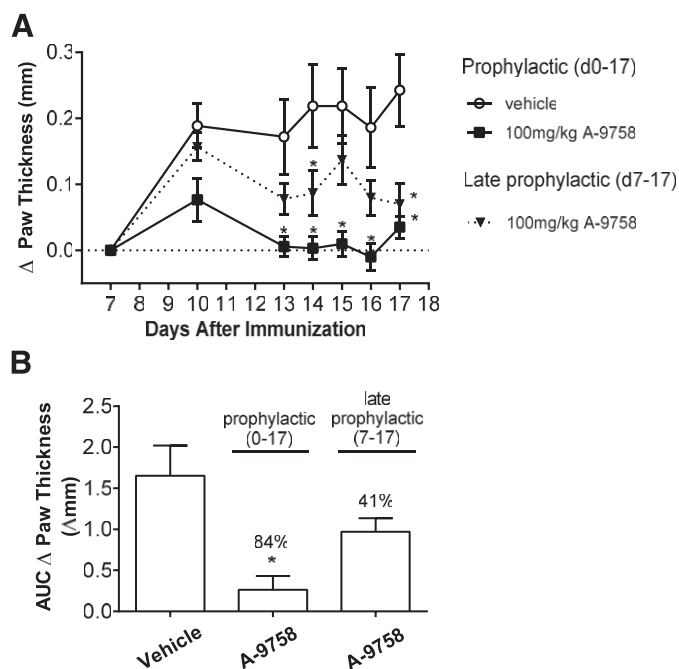 A
Δ Paw Thickness (mm)
0.3
0.2
0.1
0.0
*
*
*
*
*
*
*
7 8 9 10 11 12 13 14 15 16 17 18
Days After Immunization
Prophylactic (d0-17)
vehicle
100mg/kg A-9758
Late prophylactic (d7-17)
100mg/kg A-9758
B
AUC Δ Paw Thickness
(Δmm)
2.5
2.0
1.5
1.0
0.5
0.0
prophylactic
(0-17)
late
prophylactic
(7-17)
84%
*
41%
Vehicle
A-9758
A-9758